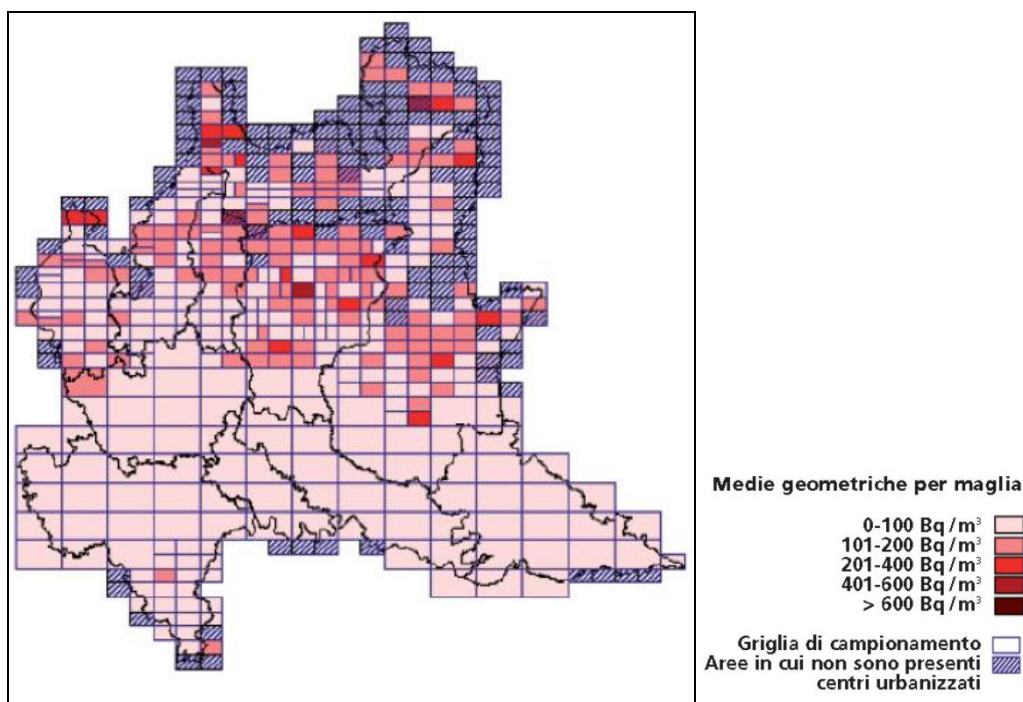 Medie geometriche per maglia
0-100 Bq/m³
101-200 Bq/m³
201-400 Bq/m³
401-600 Bq/m³
> 600 Bq/m³
Griglia di campionamento
Aree in cui non sono presenti
centri urbanizzati